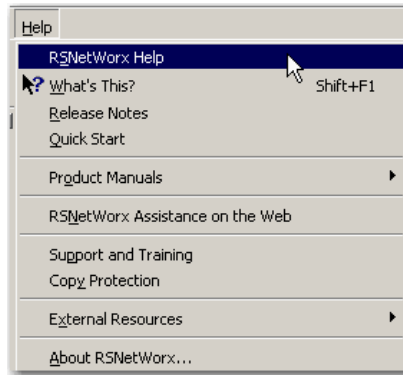 Help
RSNetWorx Help
What's This? Shift+F1
Release Notes
Quick Start
Product Manuals
RSNetWorx Assistance on the Web
Support and Training
Copy Protection
External Resources
About RSNetWorx...